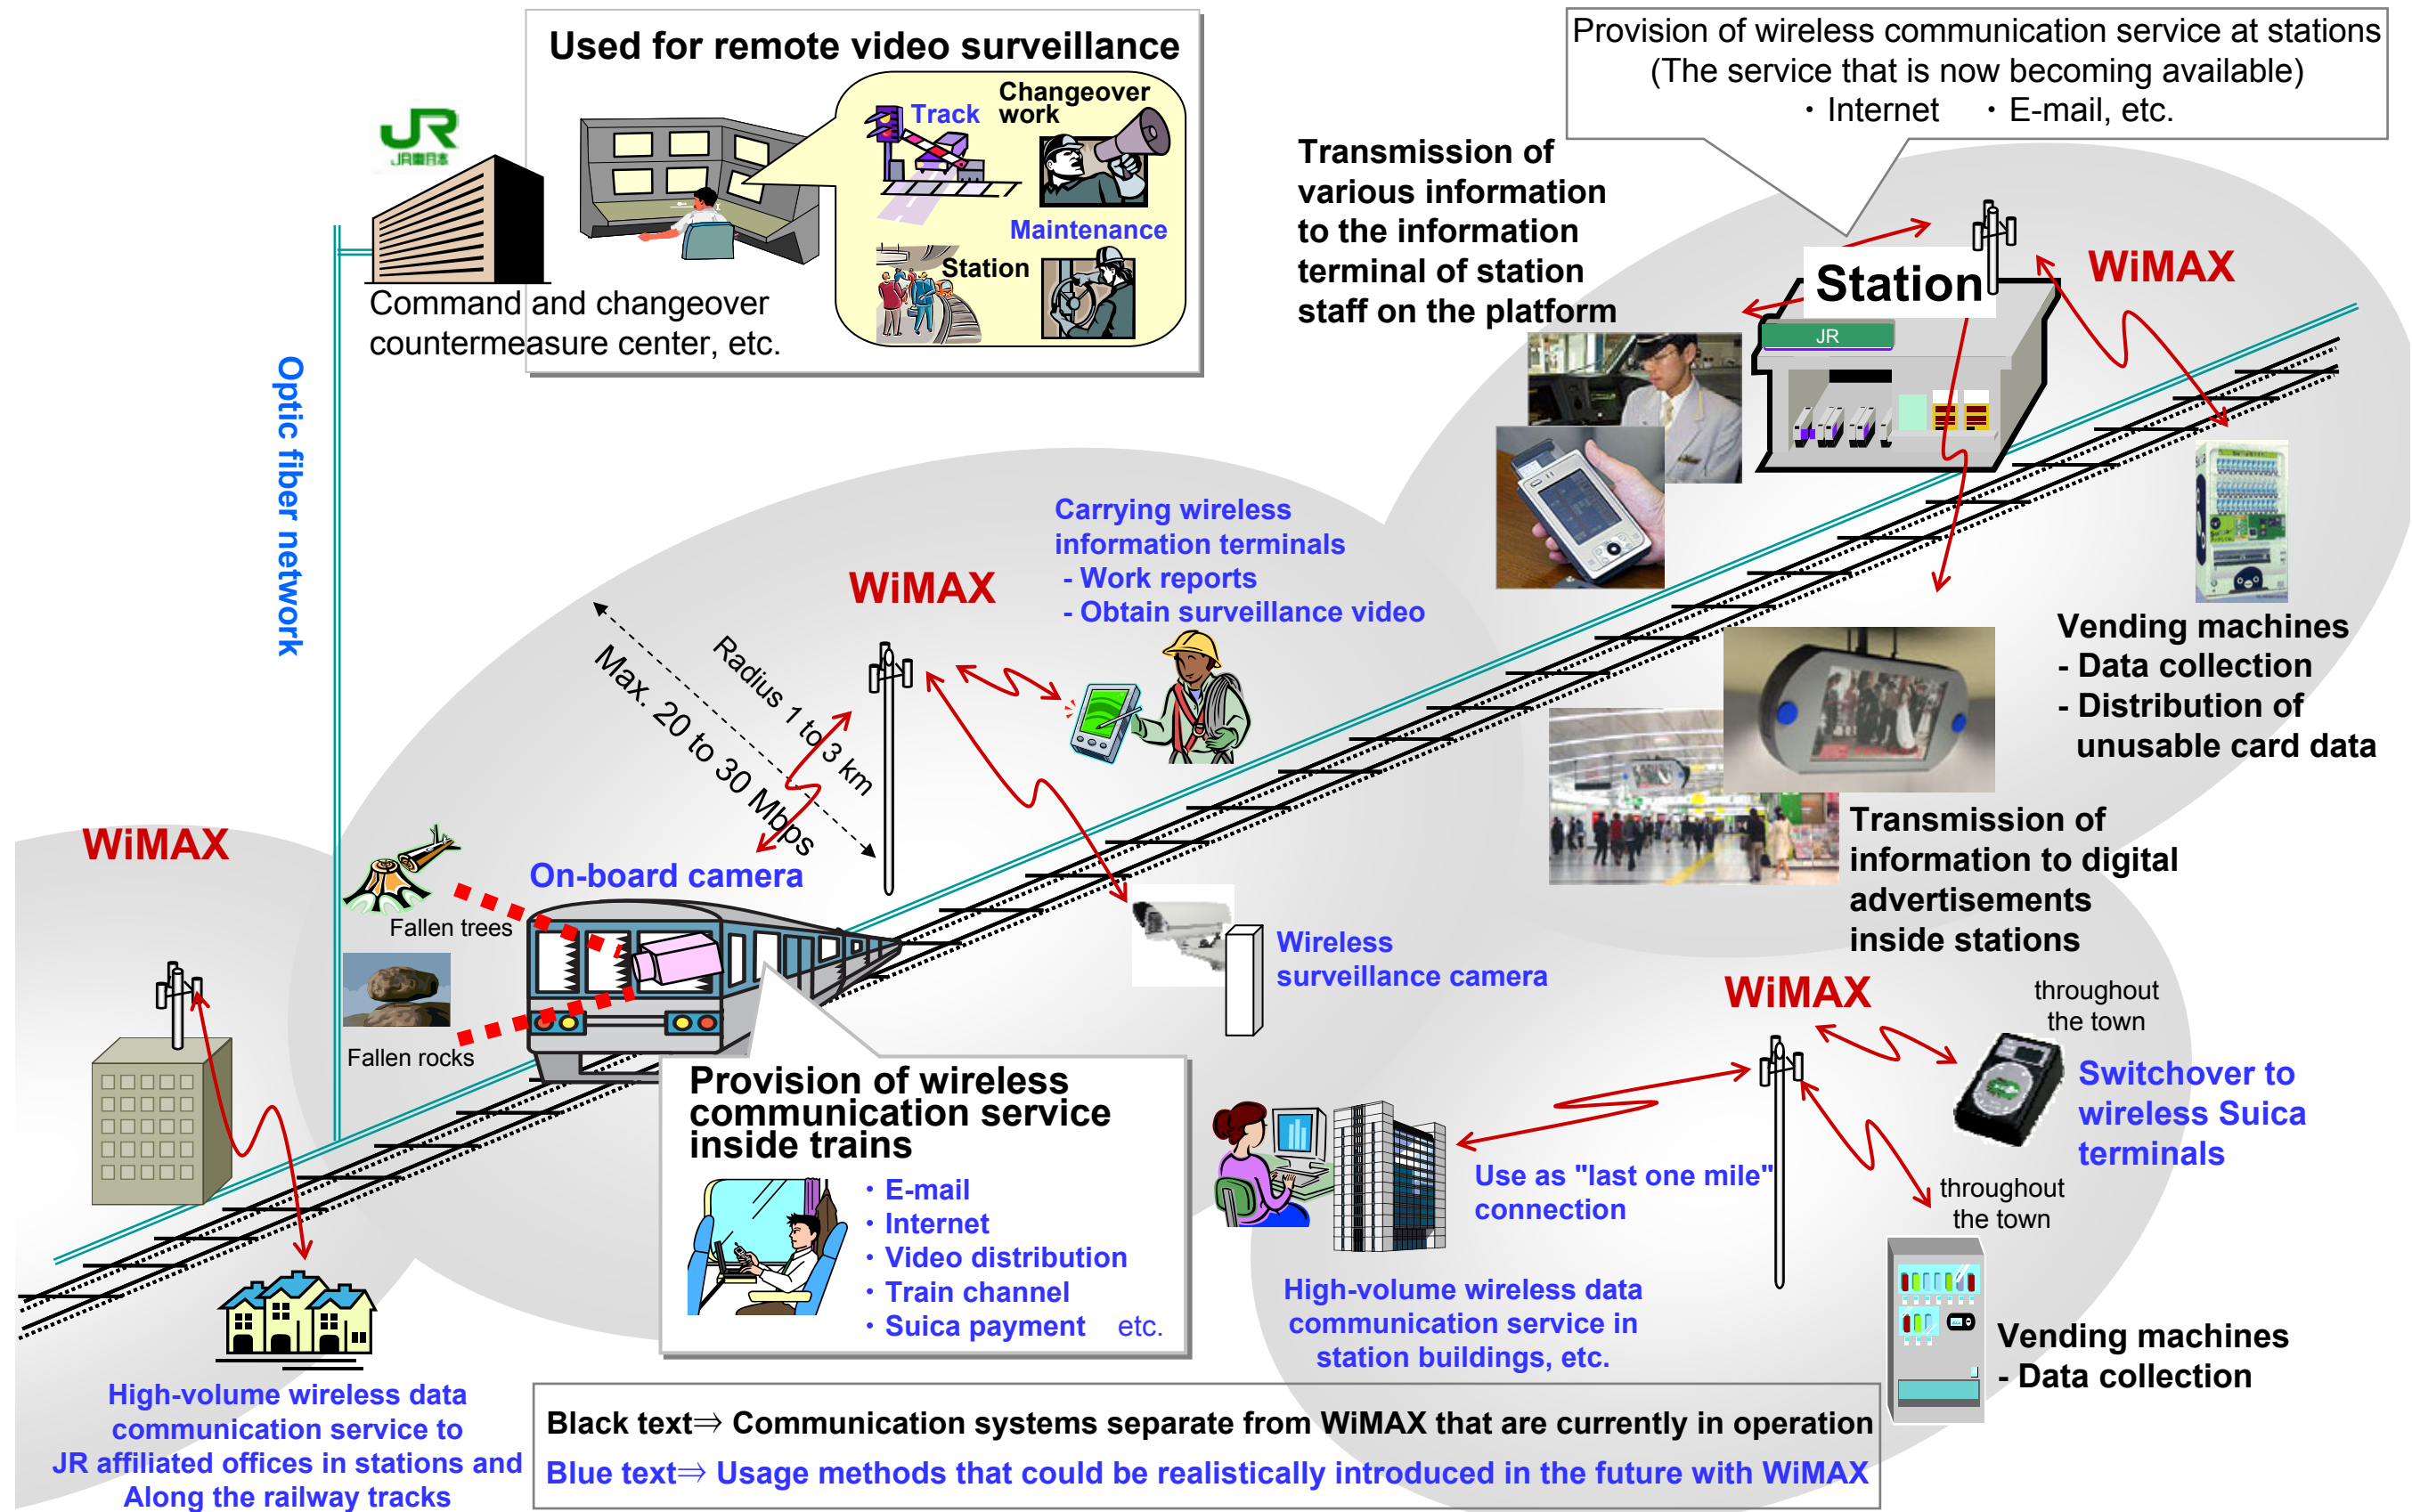 Used for remote video surveillance
Track
Changeover
work
Maintenance
Station
JR
JR東日本
Command and changeover
countermeasure center, etc.
Optic fiber network
Provision of wireless communication service at stations
(The service that is now becoming available)
・Internet ・E-mail, etc.
Transmission of
various information
to the information
terminal of station
staff on the platform
Station
JR
WiMAX
Vending machines
- Data collection
- Distribution of
unusable card data
Transmission of
information to digital
advertisements
inside stations
Carrying wireless
information terminals
- Work reports
- Obtain surveillance video
WiMAX
Radius 1 to 3 km
Max. 20 to 30 Mbps
On-board camera
Fallen trees
Fallen rocks
Wireless
surveillance camera
WiMAX
Provision of wireless
communication service
inside trains
・E-mail
・Internet
・Video distribution
・Train channel
・Suica payment etc.
WiMAX
throughout
the town
Switchover to
wireless Suica
terminals
Use as "last one mile"
connection
throughout
the town
High-volume wireless data
communication service in
station buildings, etc.
Vending machines
- Data collection
High-volume wireless data
communication service to
JR affiliated offices in stations and
Along the railway tracks
Black text⇒ Communication systems separate from WiMAX that are currently in operation
Blue text⇒ Usage methods that could be realistically introduced in the future with WiMAX